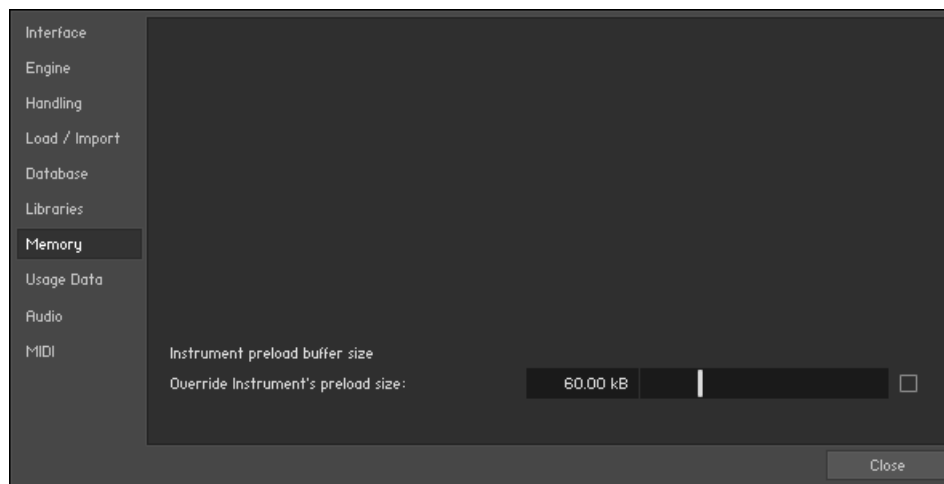 Interface
Engine
Handling
Load / Import
Database
Libraries
Memory
Usage Data
Audio
MIDI
Instrument preload buffer size
Override Instrument's preload size: 60.00 kB
Close